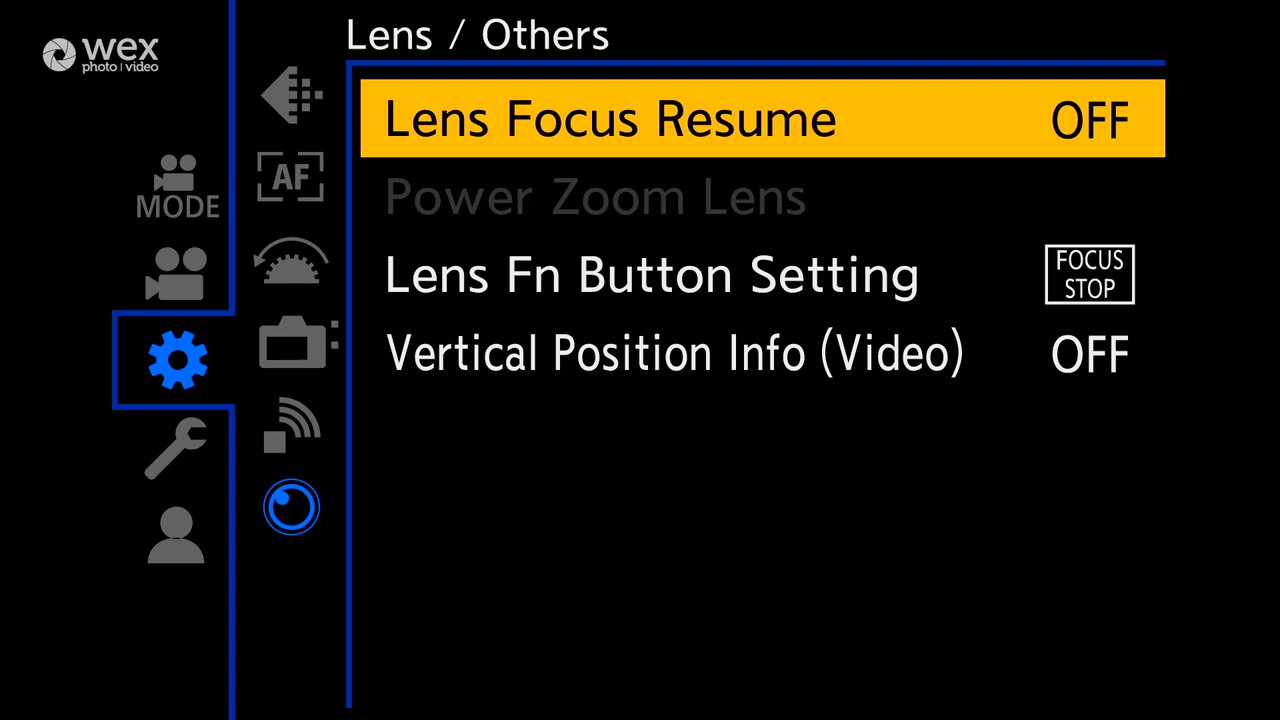 wex
photo | video
Lens / Others
MODE
AF
Lens Focus Resume OFF
Power Zoom Lens
Lens Fn Button Setting FOCUS STOP
Vertical Position Info (Video) OFF